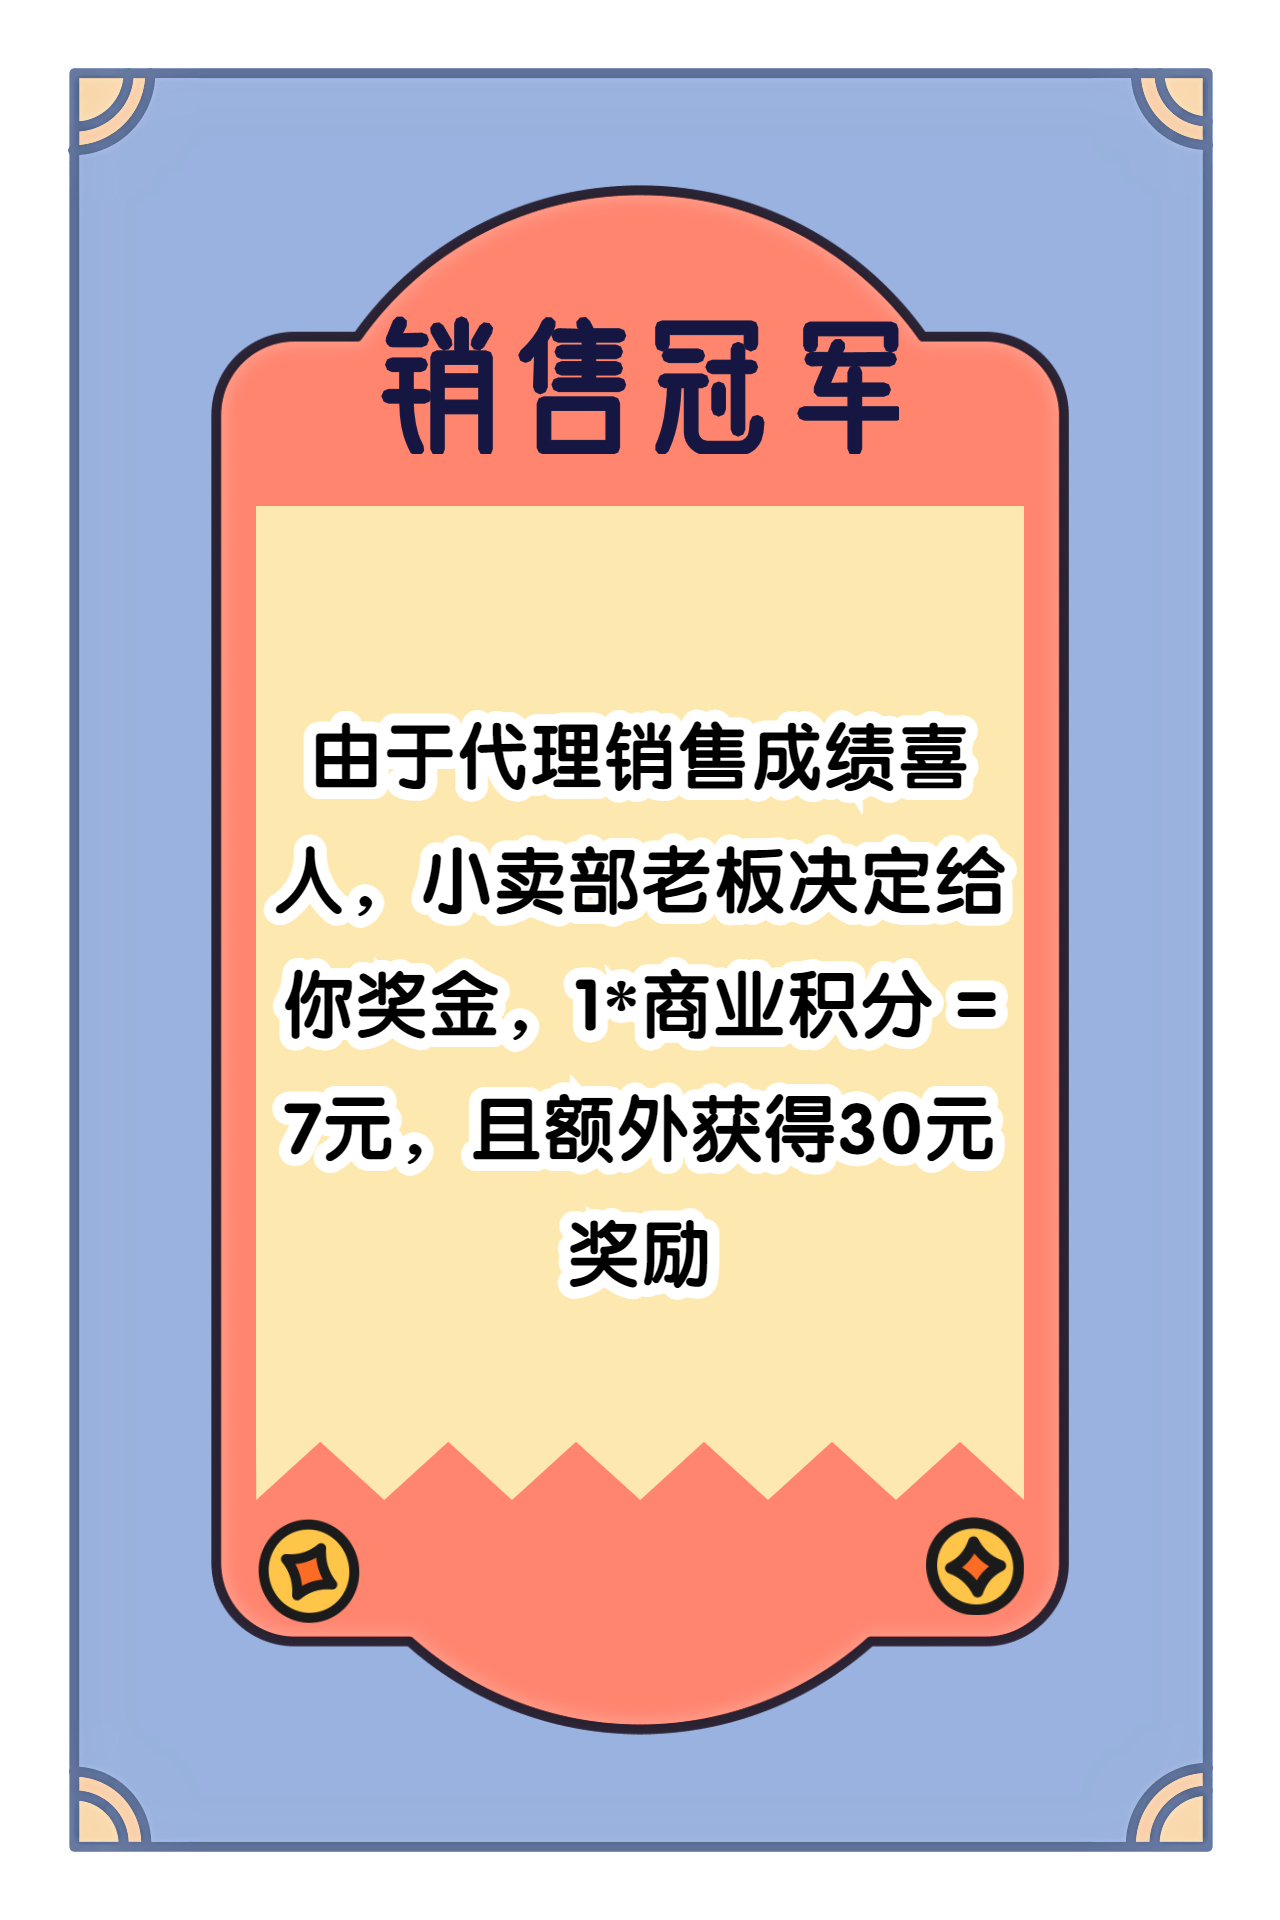 销售冠军
由于代理销售成绩喜
人，小卖部老板决定给
你奖金，1*商业积分 =
7元，且额外获得30元
奖励